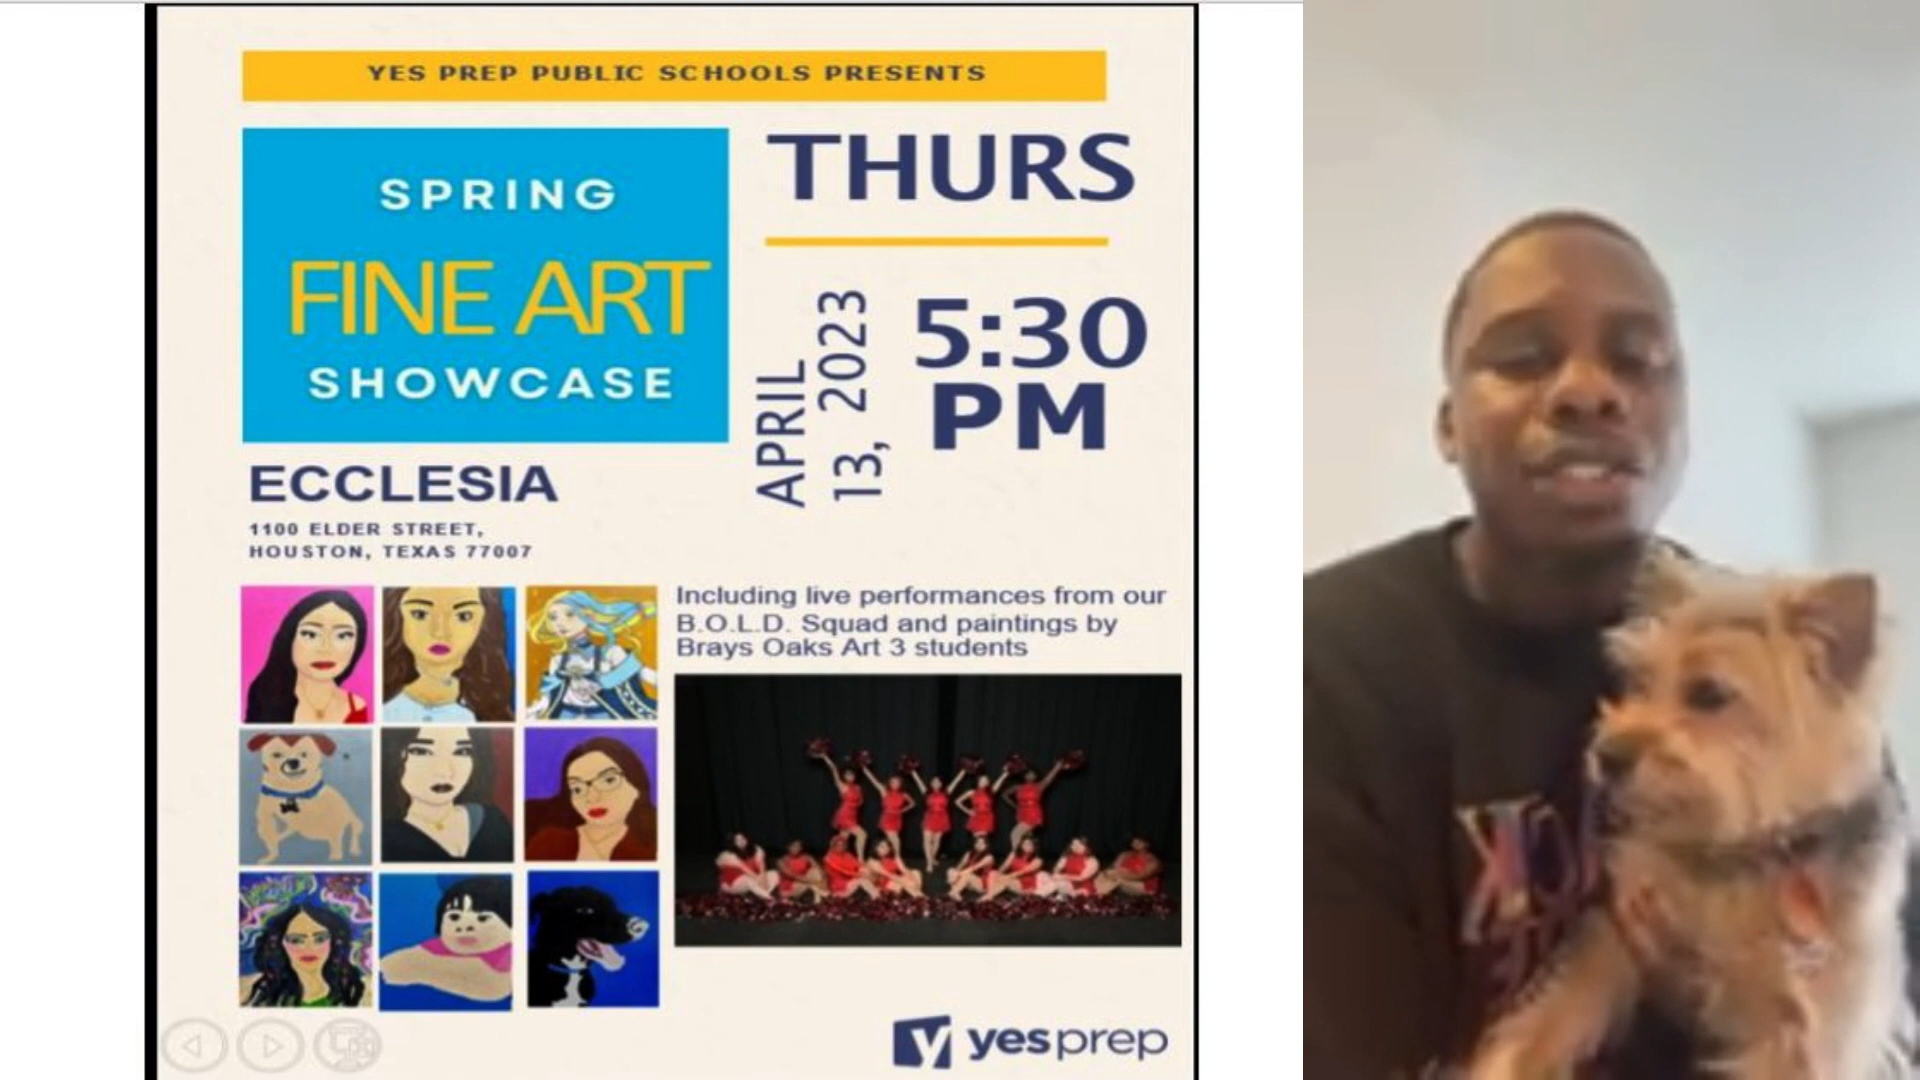 YES PREP PUBLIC SCHOOLS PRESENTS
SPRING
FINE ART
SHOWCASE
THURS
APRIL
13, 2023
5:30
PM
ECCLESIA
1100 ELDER STREET,
HOUSTON, TEXAS 77007
Including live performances from our
B.O.L.D. Squad and paintings by
Brays Oaks Art 3 students
yesprep